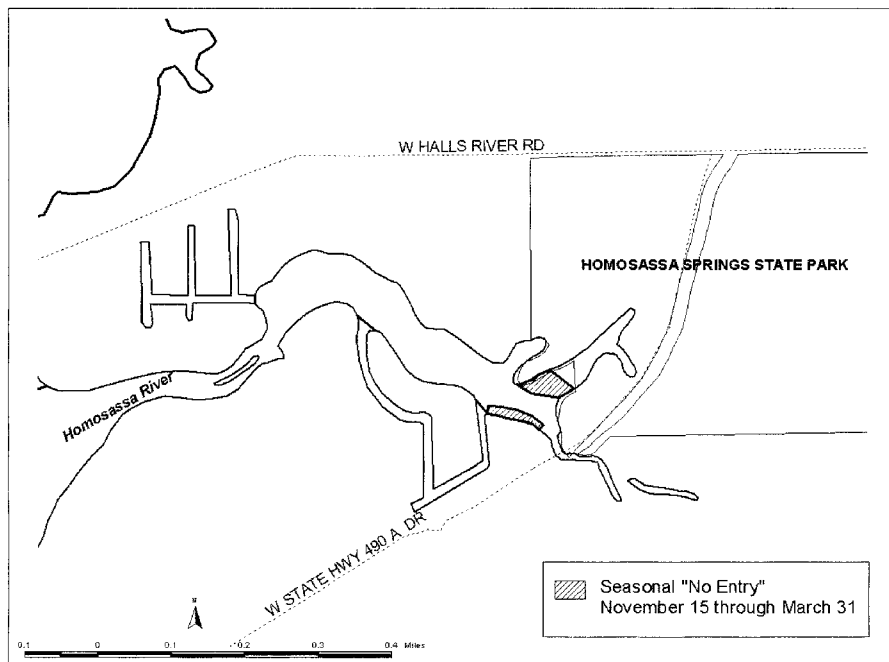 W HALLS RIVER RD
HOMOSASSA SPRINGS STATE PARK
Homosassa River
W STATE HWY 490 A DR
N
Seasonal "No Entry"
November 15 through March 31
0.1 0 0.1 0.2 0.3 0.4 Miles